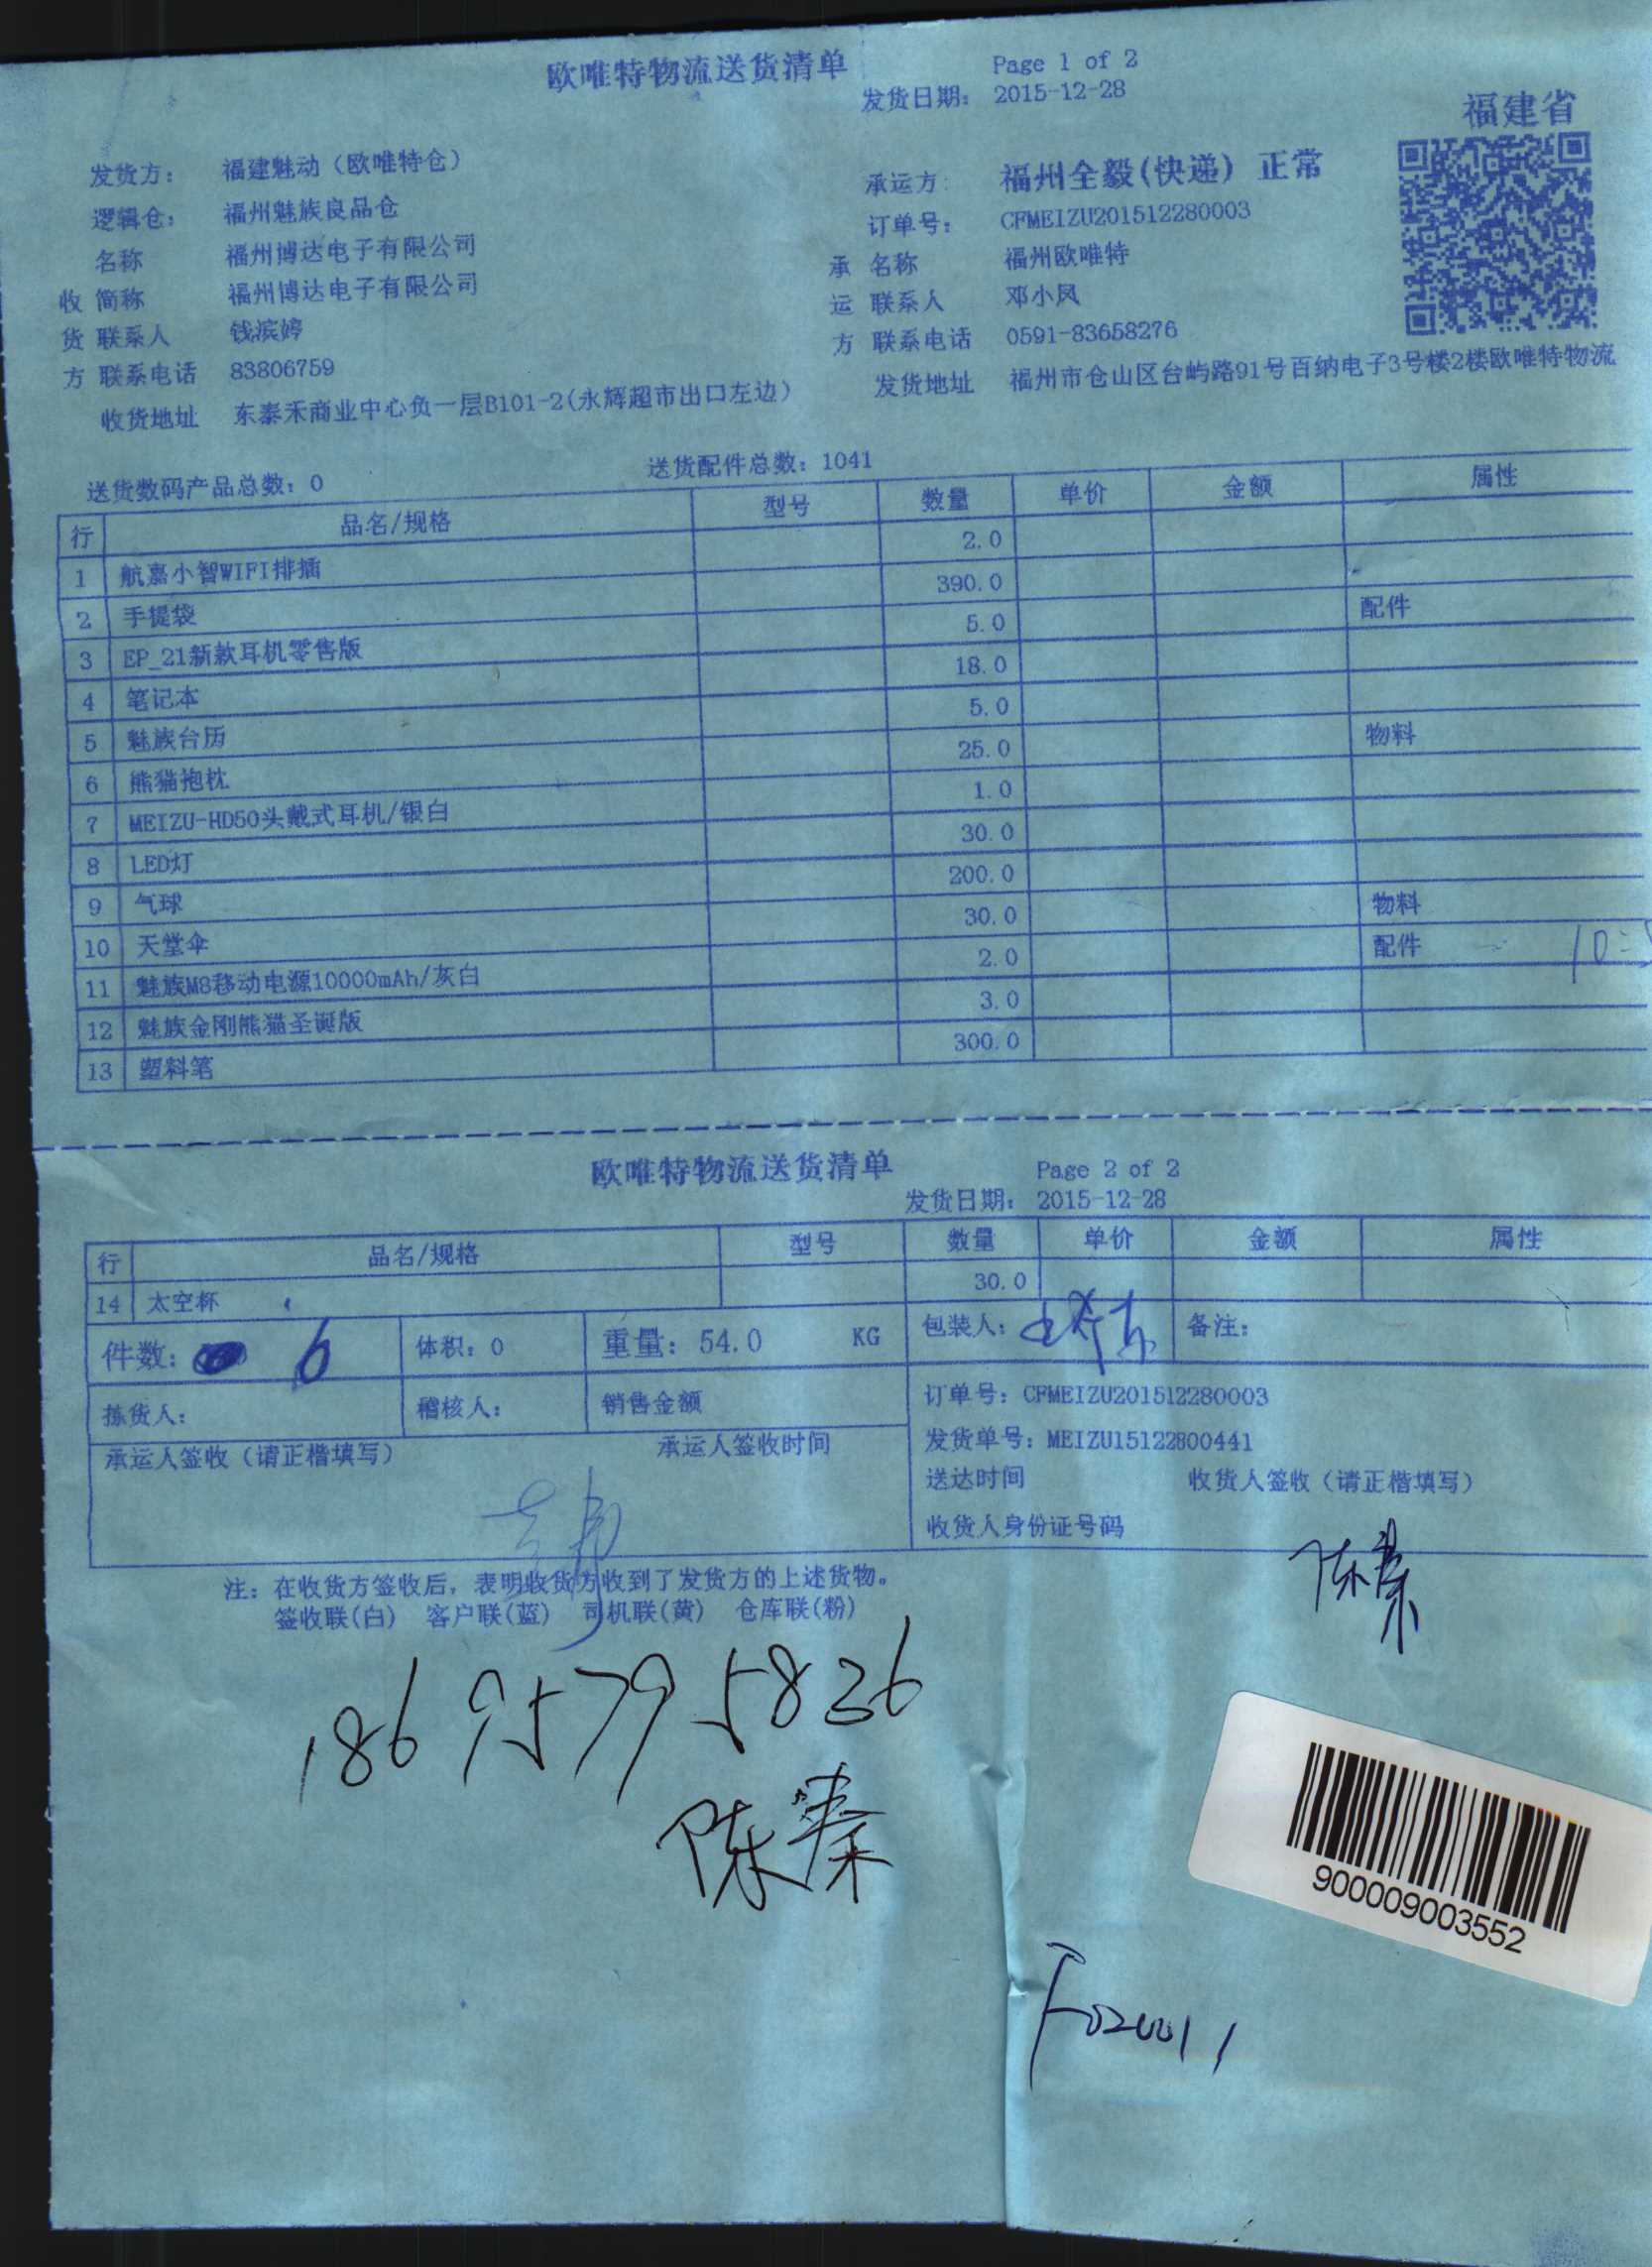 欧唯特物流送货清单 Page 1 of 2
发货日期： 2015-12-28
福建省
发货方： 福建魅动（欧唯特仓） 承运方： 福州全毅(快递) 正常
逻辑仓： 福州魅族良品仓 订单号： CFMEIZU201512280003
名称 福州博达电子有限公司 承 名称 福州欧唯特
收 简称 福州博达电子有限公司 运 联系人 邓小凤
货 联系人 钱滨婷 方 联系电话 0591-83658276
方 联系电话 83806759 发货地址 福州市仓山区台屿路91号百纳电子3号楼2楼欧唯特物流
收货地址 东泰禾商业中心负一层B101-2(永辉超市出口左边)
送货数码产品总数：0 送货配件总数：1041
行 品名/规格 型号 数量 单价 金额 属性
1 航嘉小智WIFI排插 2.0
2 手提袋 390.0
3 EP_21新款耳机零售版 5.0 配件
4 笔记本 18.0
5 魅族台历 5.0
6 熊猫抱枕 25.0 物料
7 MEIZU-HD50头戴式耳机/银白 1.0
8 LED灯 30.0
9 气球 200.0
10 天堂伞 30.0 物料
11 魅族M8移动电源10000mAh/灰白 2.0 配件
12 魅族金刚熊猫圣诞版 3.0
13 塑料笔 300.0
欧唯特物流送货清单 Page 2 of 2
发货日期： 2015-12-28
行 品名/规格 型号 数量 单价 金额 属性
14 太空杯 30.0
件数： 6 体积：0 重量：54.0 KG 包装人： 备注：
拣货人： 稽核人： 销售金额 订单号：CFMEIZU201512280003
承运人签收（请正楷填写） 承运人签收时间 发货单号：MEIZU15122800441
送达时间 收货人签收（请正楷填写）
收货人身份证号码
陈秦
注：在收货方签收后，表明收货方收到了发货方的上述货物。
签收联(白) 客户联(蓝) 司机联(黄) 仓库联(粉)
18695795836
陈秦
900009003552
F020011